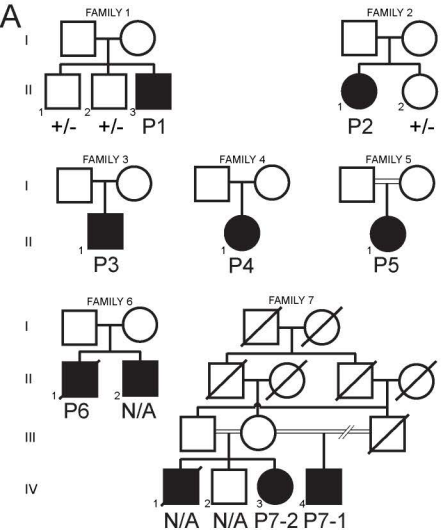 A
FAMILY 1
FAMILY 2
I
II
1 2 3
+/- +/- P1
1 2
P2 +/-
FAMILY 3
FAMILY 4
FAMILY 5
I
II
1 1 1
P3 P4 P5
FAMILY 6
FAMILY 7
I
II
1 2
P6 N/A
III
IV
1 2 3 4
N/A N/A P7-2 P7-1